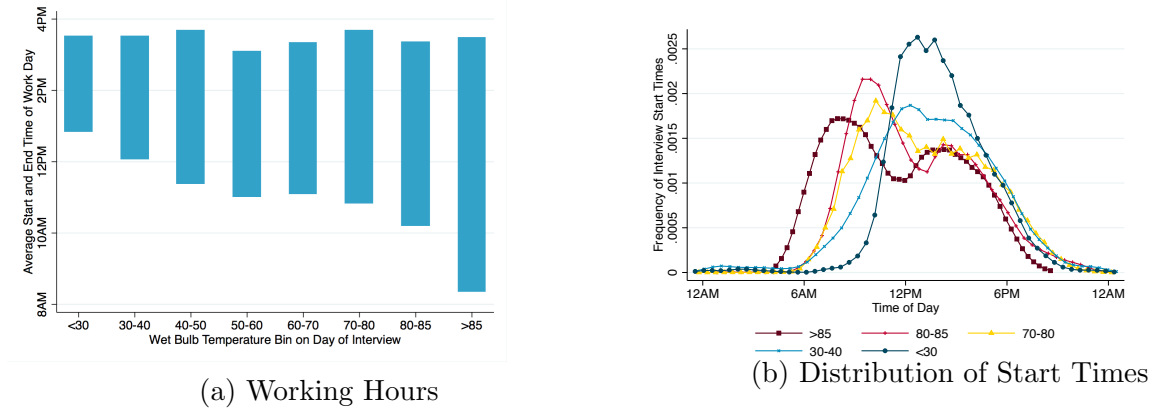 Average Start and End Time of Work Day
4PM
2PM
12PM
10AM
8AM
<30 30-40 40-50 50-60 60-70 70-80 80-85 >85
Wet Bulb Temperature Bin on Day of Interview
(a) Working Hours
Frequency of Interview Start Times
.0025
.002
.0015
.001
.0005
0
12AM 6AM 12PM 6PM 12AM
Time of Day
>85 80-85 70-80
30-40 <30
(b) Distribution of Start Times